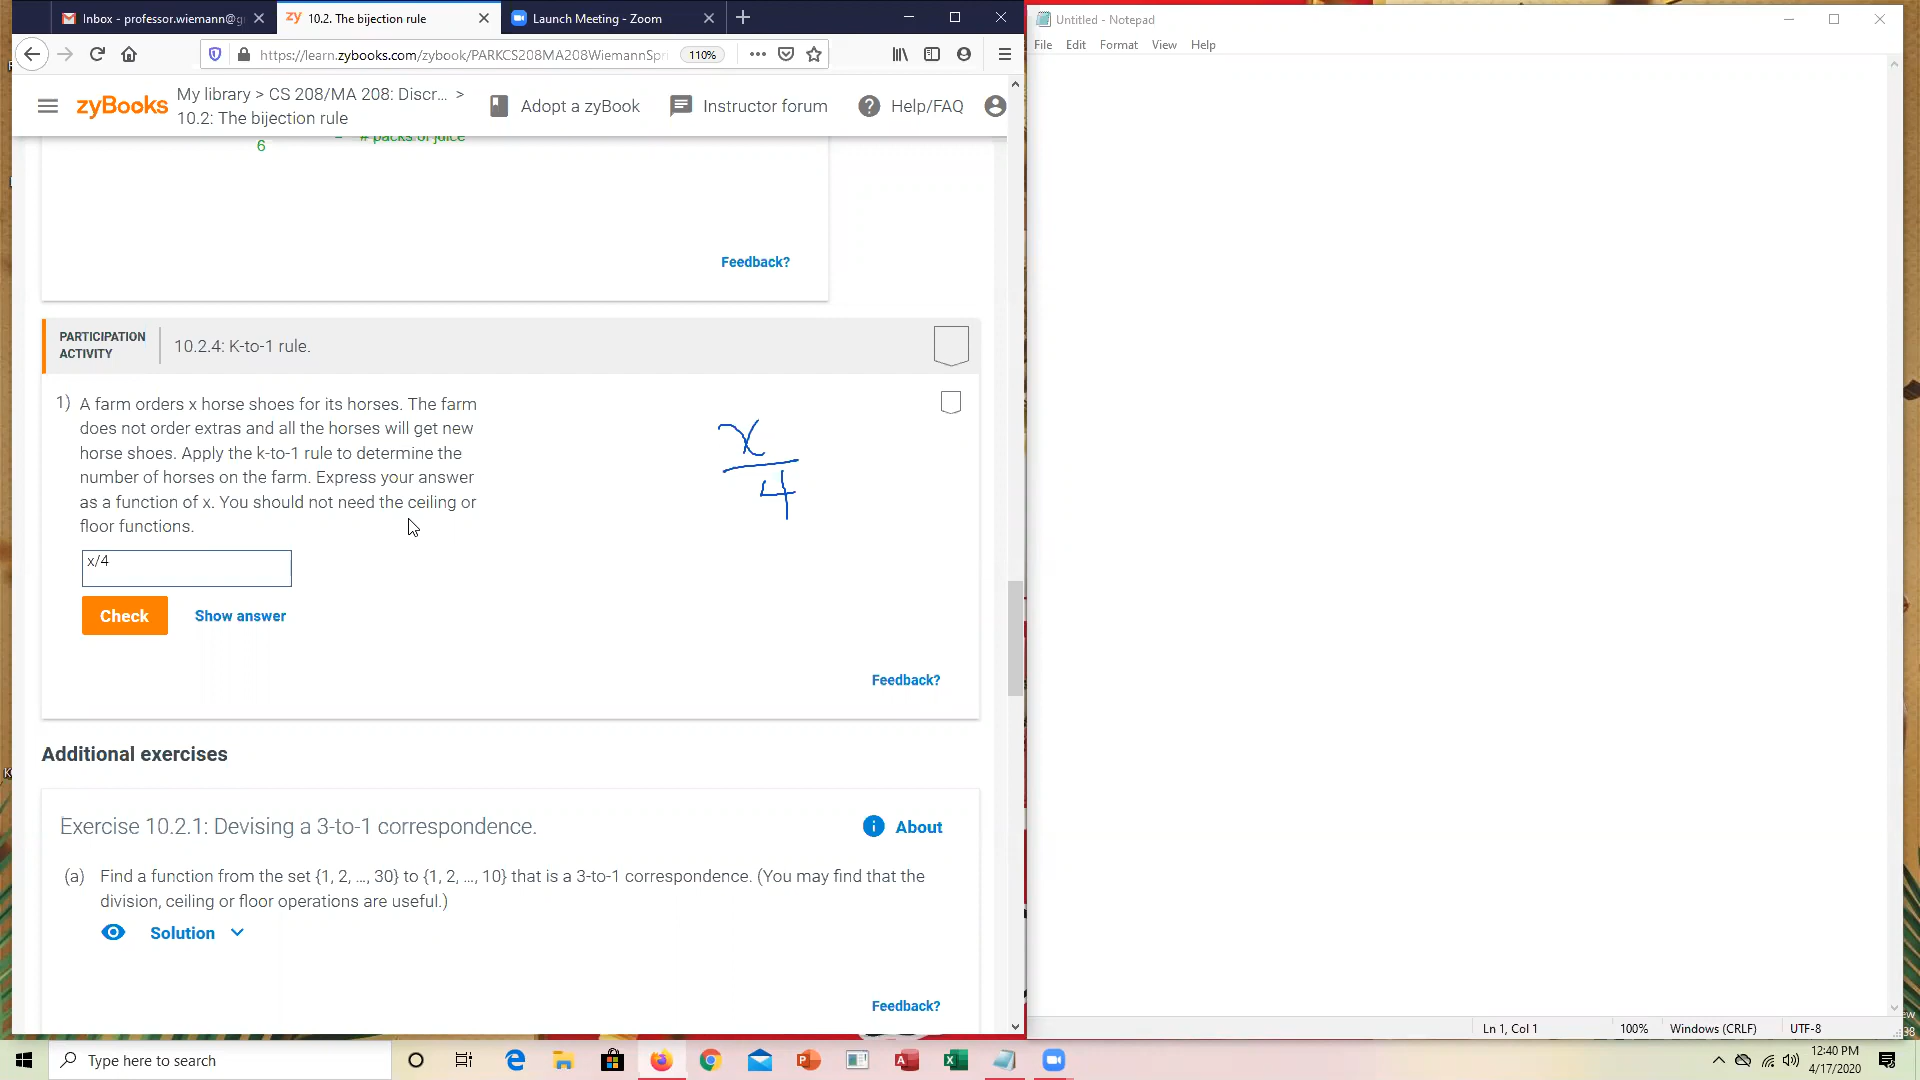 Inbox - professor.wiemann@g
zy 10.2. The bijection rule
Launch Meeting - Zoom
https://learn.zybooks.com/zybook/PARKCS208MA208WiemannSpri
110%
zyBooks
My library > CS 208/MA 208: Discr... >
10.2: The bijection rule
Adopt a zyBook
Instructor forum
Help/FAQ
6
= # packs of juice
Feedback?
PARTICIPATION
ACTIVITY
10.2.4: K-to-1 rule.
1) A farm orders x horse shoes for its horses. The farm
does not order extras and all the horses will get new
horse shoes. Apply the k-to-1 rule to determine the
number of horses on the farm. Express your answer
as a function of x. You should not need the ceiling or
floor functions.
x
4
x/4
Check
Show answer
Feedback?
Additional exercises
Exercise 10.2.1: Devising a 3-to-1 correspondence.
About
(a) Find a function from the set {1, 2, ..., 30} to {1, 2, ..., 10} that is a 3-to-1 correspondence. (You may find that the
division, ceiling or floor operations are useful.)
Solution
Feedback?
Untitled - Notepad
File Edit Format View Help
Ln 1, Col 1
100%
Windows (CRLF)
UTF-8
Type here to search
12:40 PM
4/17/2020